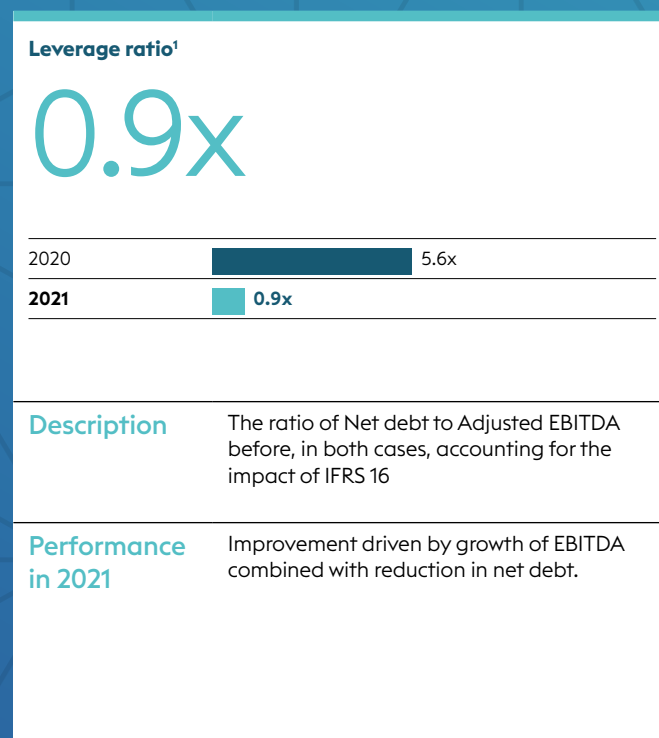 Leverage ratio¹
0.9x
2020 5.6x
2021 0.9x
Description
The ratio of Net debt to Adjusted EBITDA
before, in both cases, accounting for the
impact of IFRS 16
Performance
in 2021
Improvement driven by growth of EBITDA
combined with reduction in net debt.